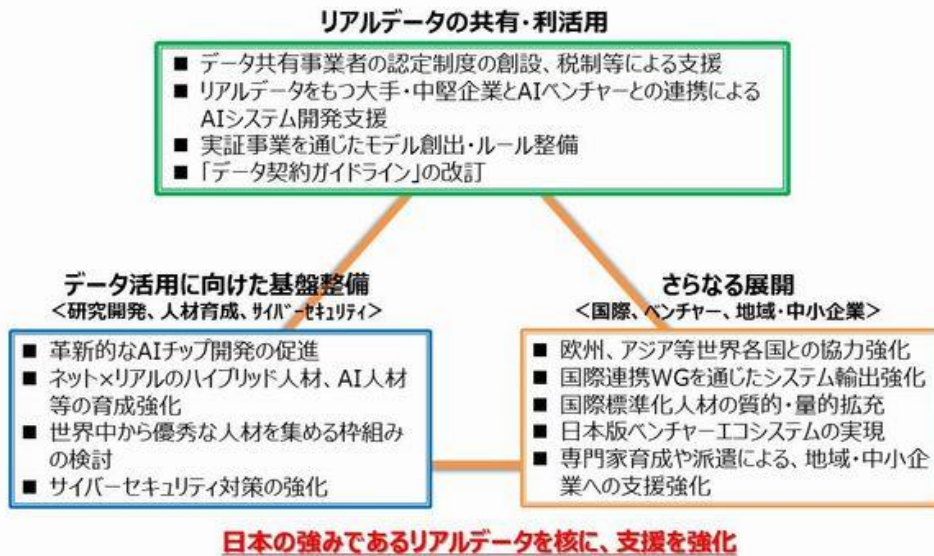 リアルデータの共有・利活用
■ データ共有事業者の認定制度の創設、税制等による支援
■ リアルデータをもつ大手・中堅企業とAIベンチャーとの連携による
AIシステム開発支援
■ 実証事業を通じたモデル創出・ルール整備
■ 「データ契約ガイドライン」の改訂
データ活用に向けた基盤整備
<研究開発、人材育成、サイバーセキュリティ>
■ 革新的なAIチップ開発の促進
■ ネット×リアルのハイブリッド人材、AI人材
等の育成強化
■ 世界中から優秀な人材を集める枠組み
の検討
■ サイバーセキュリティ対策の強化
さらなる展開
<国際、ベンチャー、地域・中小企業>
■ 欧州、アジア等世界各国との協力強化
■ 国際連携WGを通じたシステム輸出強化
■ 国際標準化人材の質的・量的拡充
■ 日本版ベンチャーエコシステムの実現
■ 専門家育成や派遣による、地域・中小企
業への支援強化
日本の強みであるリアルデータを核に、支援を強化